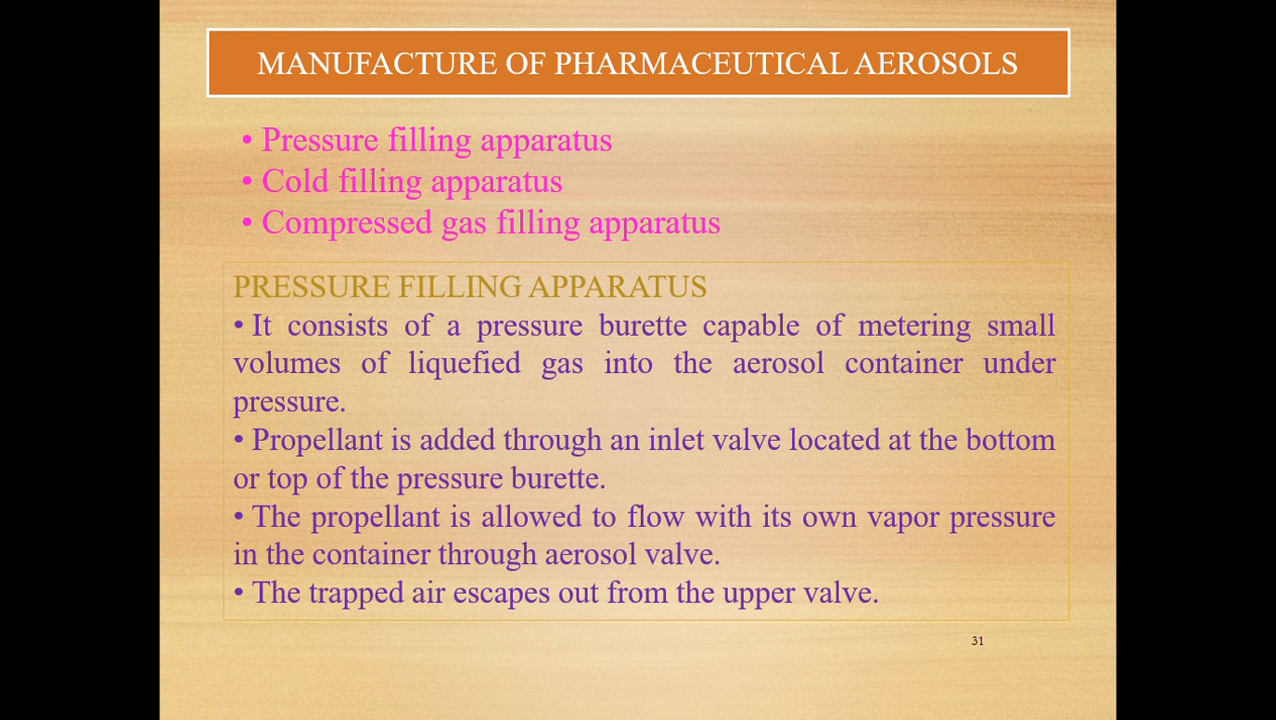 MANUFACTURE OF PHARMACEUTICAL AEROSOLS
• Pressure filling apparatus
• Cold filling apparatus
• Compressed gas filling apparatus
PRESSURE FILLING APPARATUS
• It consists of a pressure burette capable of metering small
volumes of liquefied gas into the aerosol container under
pressure.
• Propellant is added through an inlet valve located at the bottom
or top of the pressure burette.
• The propellant is allowed to flow with its own vapor pressure
in the container through aerosol valve.
• The trapped air escapes out from the upper valve.
31